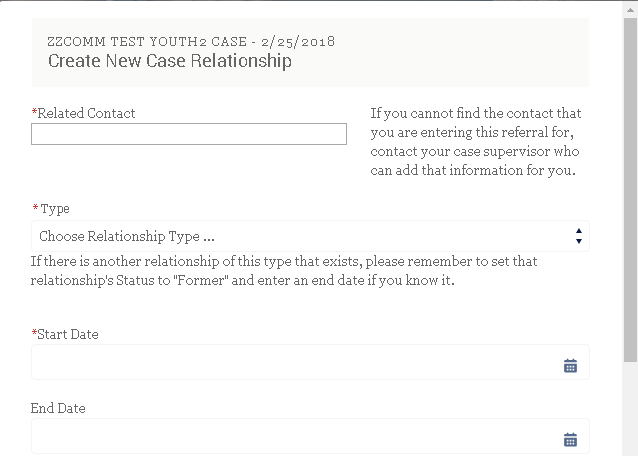 ZZCOMM TEST YOUTH2 CASE - 2/25/2018
Create New Case Relationship
*Related Contact
If you cannot find the contact that
you are entering this referral for,
contact your case supervisor who
can add that information for you.
* Type
Choose Relationship Type ...
If there is another relationship of this type that exists, please remember to set that
relationship's Status to "Former" and enter an end date if you know it.
*Start Date
End Date